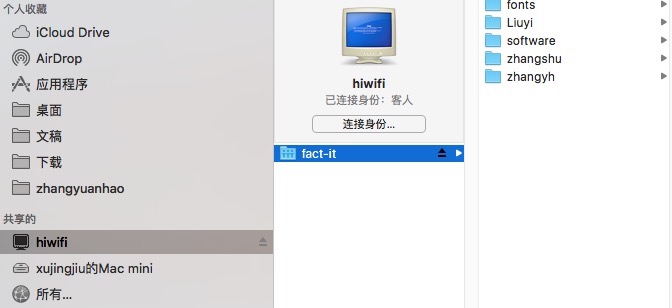 个人收藏
iCloud Drive
AirDrop
应用程序
桌面
文稿
下载
zhangyuanhao
共享的
hiwifi
xujingjiu的Mac mini
所有...
hiwifi
已连接身份：客人
连接身份...
fact-it
fonts
Liuyi
software
zhangshu
zhangyh